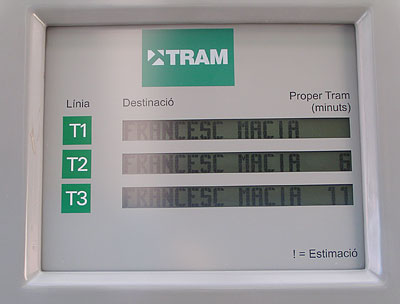 TRAM
Línia Destinació Proper Tram
(minuts)
T1 FRANCESC MACIA
T2 FRANCESC MACIA 6
T3 FRANCESC MACIA 11
! = Estimació